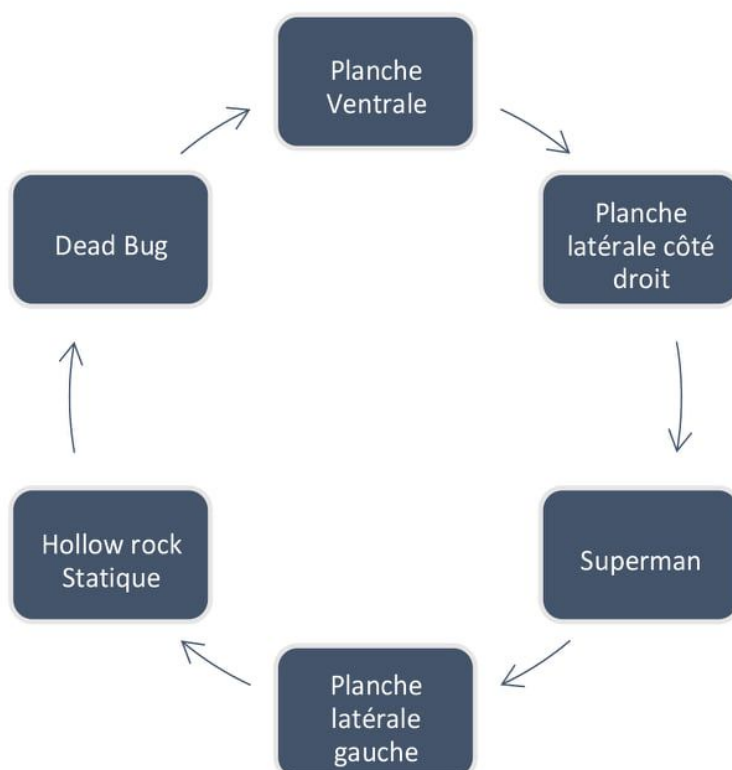 Planche
Ventrale
Planche
latérale côté
droit
Superman
Planche
latérale
gauche
Hollow rock
Statique
Dead Bug